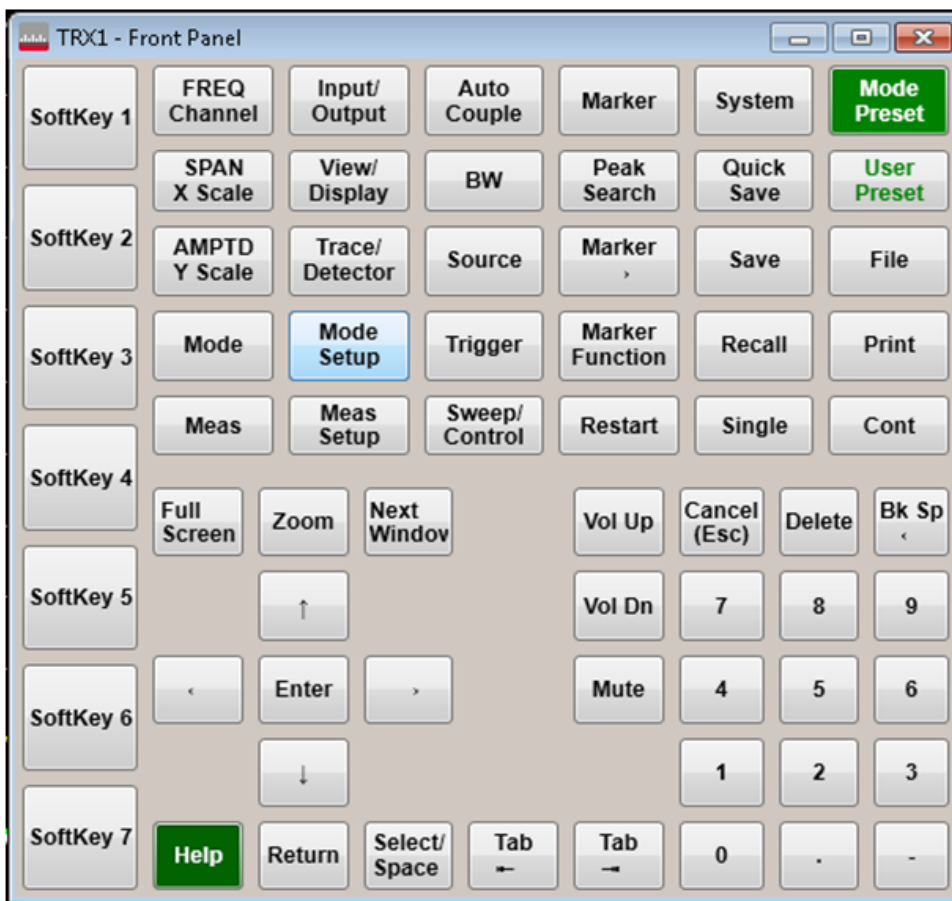 TRX1 - Front Panel
SoftKey 1
FREQ
Channel
Input/
Output
Auto
Couple
Marker
System
Mode
Preset
SPAN
X Scale
View/
Display
BW
Peak
Search
Quick
Save
User
Preset
SoftKey 2
AMPTD
Y Scale
Trace/
Detector
Source
Marker
›
Save
File
SoftKey 3
Mode
Mode
Setup
Trigger
Marker
Function
Recall
Print
Meas
Meas
Setup
Sweep/
Control
Restart
Single
Cont
SoftKey 4
Full
Screen
Zoom
Next
Window
Vol Up
Cancel
(Esc)
Delete
Bk Sp
‹
SoftKey 5
↑
Vol Dn
7
8
9
‹
Enter
›
Mute
4
5
6
SoftKey 6
↓
1
2
3
SoftKey 7
Help
Return
Select/
Space
Tab
⇤
Tab
⇥
0
.
-